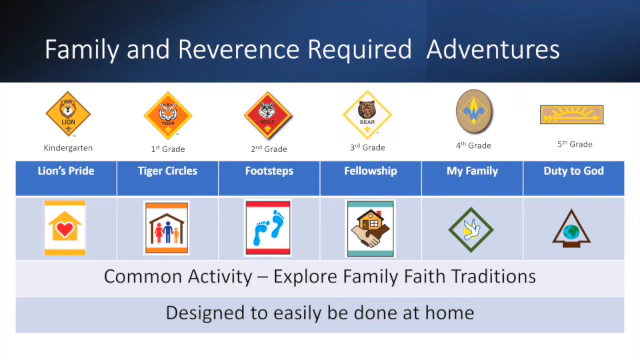 Family and Reverence Required Adventures
LION
TIGER
WOLF
BEAR
Kindergarten
1st Grade
2nd Grade
3rd Grade
4th Grade
5th Grade
Lion's Pride
Tiger Circles
Footsteps
Fellowship
My Family
Duty to God
Common Activity – Explore Family Faith Traditions
Designed to easily be done at home